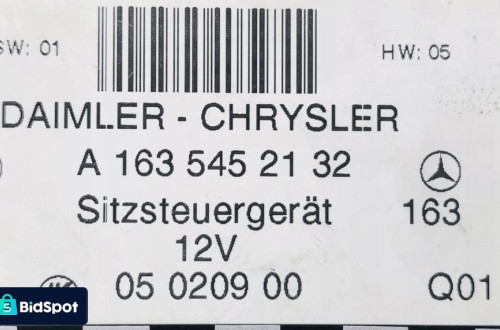 SW: 01 HW: 05
DAIMLER - CHRYSLER
A 163 545 21 32
Sitzsteuergerät 163
12V
05 0209 00 Q01
BidSpot